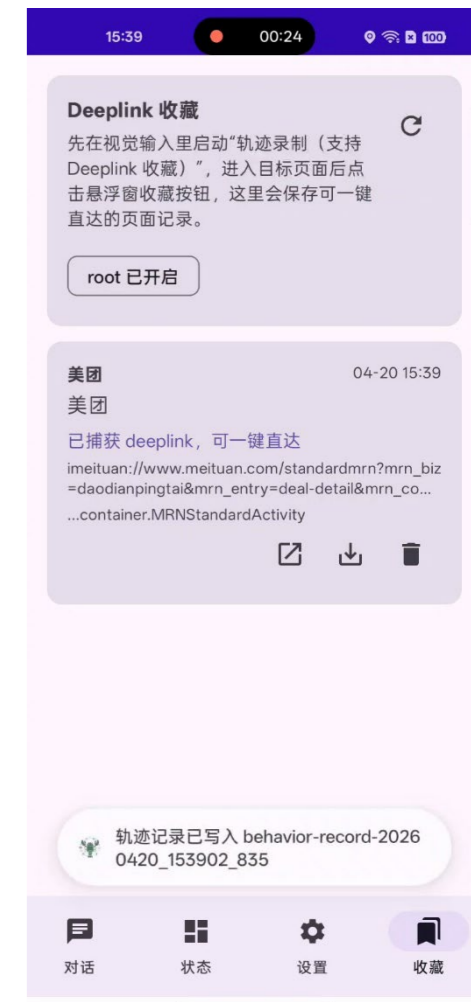 15:39 00:24 100
Deeplink 收藏
先在视觉输入里启动“轨迹录制（支持
Deeplink 收藏）”，进入目标页面后点
击悬浮窗收藏按钮，这里会保存可一键
直达的页面记录。
root 已开启
美团 04-20 15:39
美团
已捕获 deeplink，可一键直达
imeituan://www.meituan.com/standardmrn?mrn_biz
=daodianpingtai&mrn_entry=deal-detail&mrn_co...
...container.MRNStandardActivity
轨迹记录已写入 behavior-record-2026
0420_153902_835
对话 状态 设置 收藏